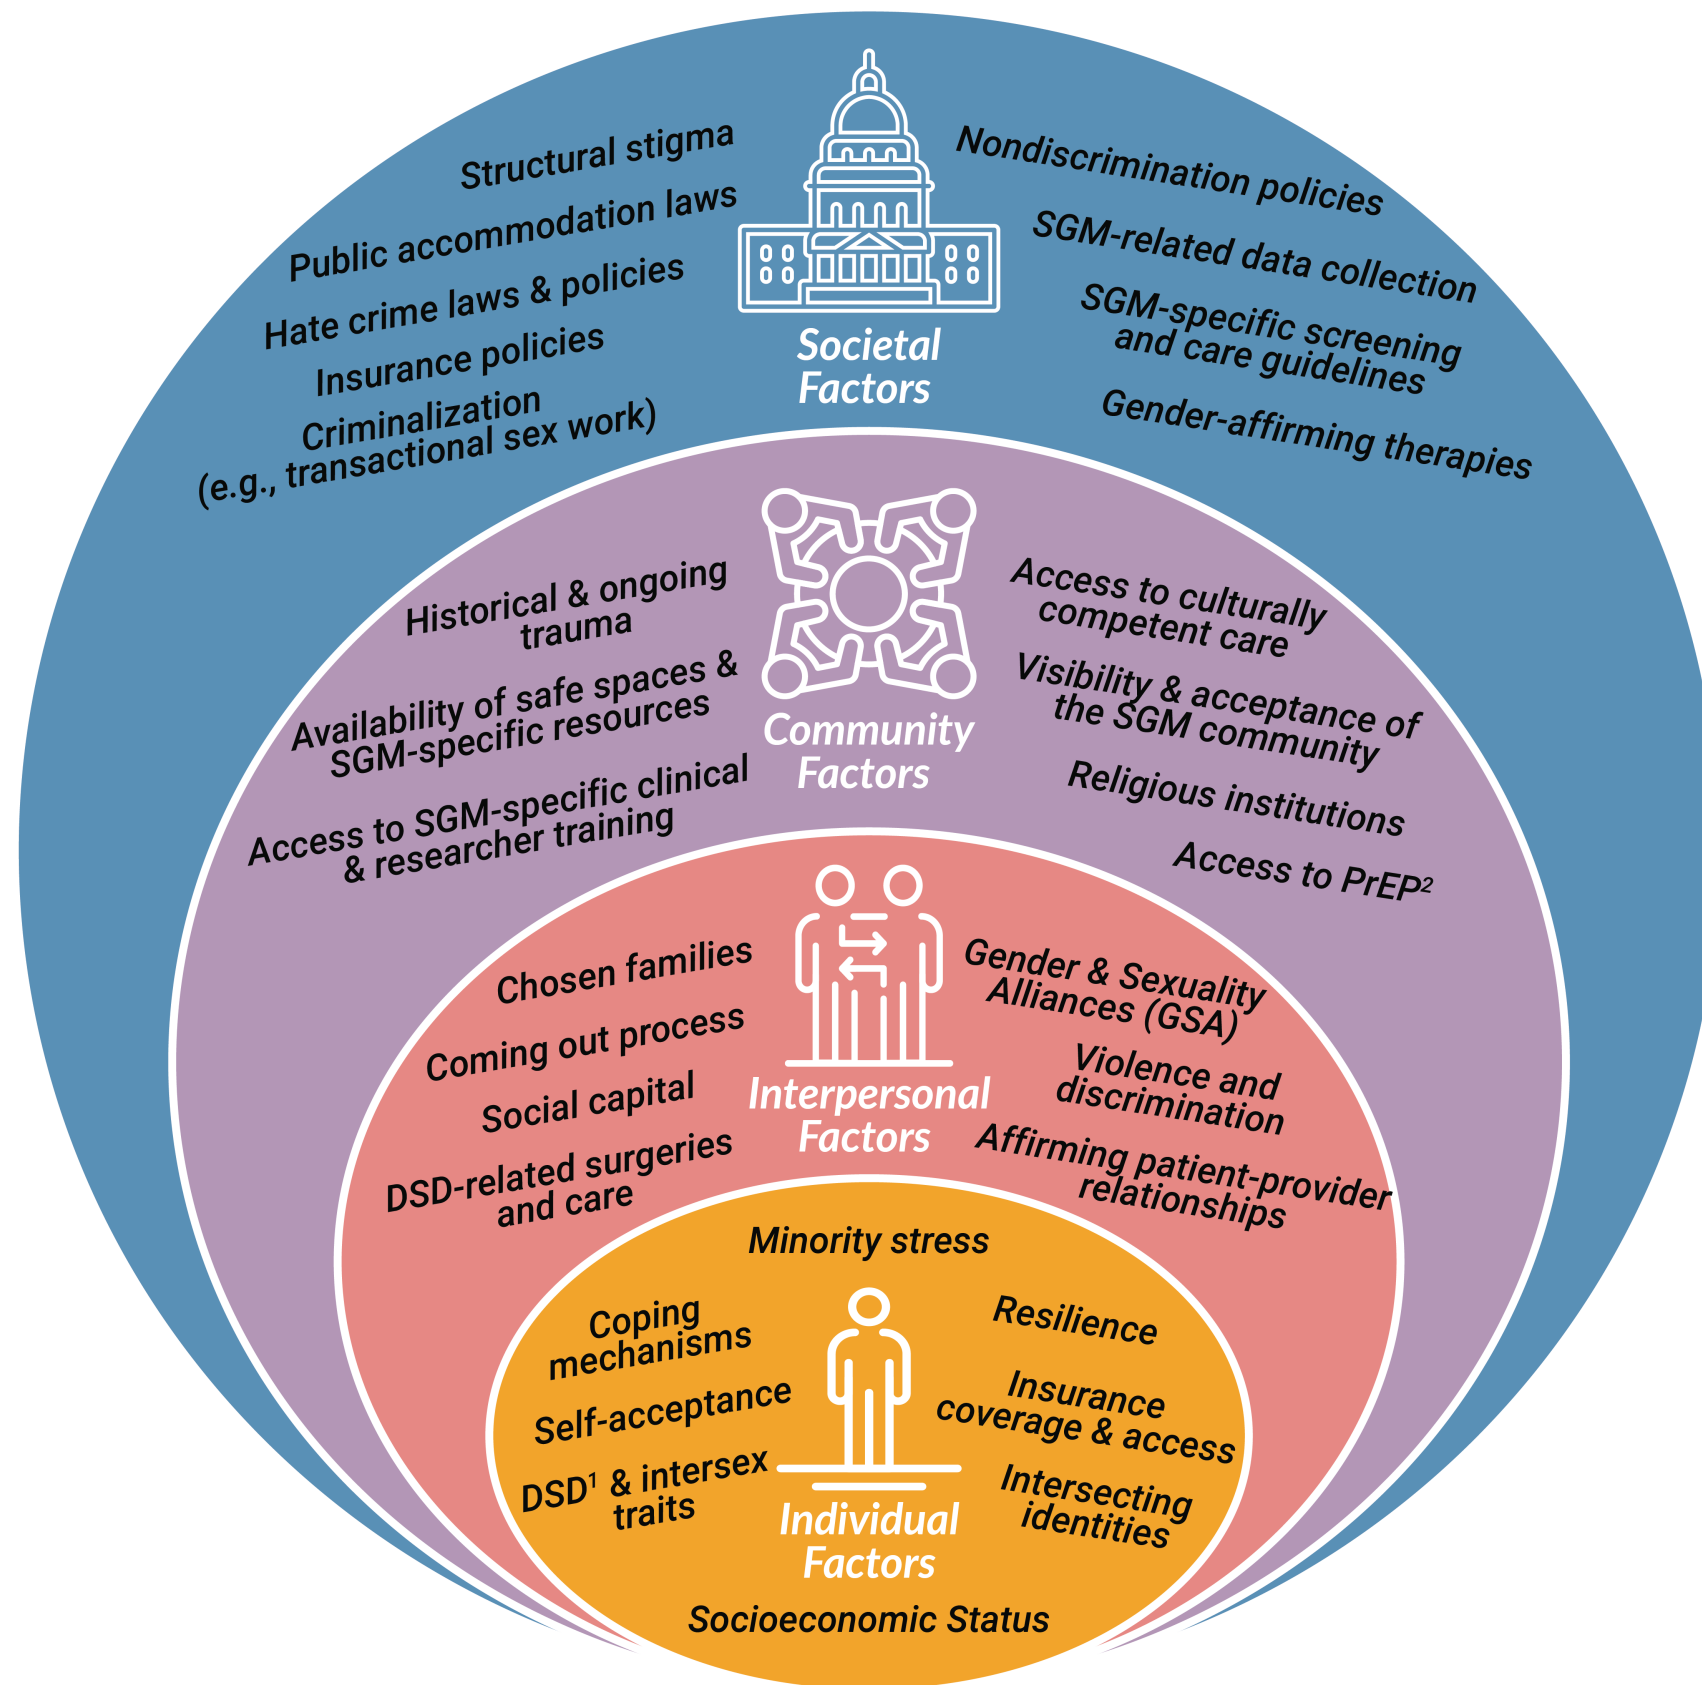 Structural stigma
Public accommodation laws
Hate crime laws & policies
Insurance policies
Criminalization
(e.g., transactional sex work)
Nondiscrimination policies
SGM-related data collection
SGM-specific screening
and care guidelines
Gender-affirming therapies
Societal
Factors
Historical & ongoing
trauma
Availability of safe spaces &
SGM-specific resources
Access to SGM-specific clinical
& researcher training
Access to culturally
competent care
Visibility & acceptance of
the SGM community
Religious institutions
Access to PrEP²
Community
Factors
Chosen families
Coming out process
Social capital
DSD-related surgeries
and care
Gender & Sexuality
Alliances (GSA)
Violence and
discrimination
Affirming patient-provider
relationships
Interpersonal
Factors
Minority stress
Coping
mechanisms
Self-acceptance
DSD¹ & intersex
traits
Resilience
Insurance
coverage & access
Intersecting
identities
Individual
Factors
Socioeconomic Status